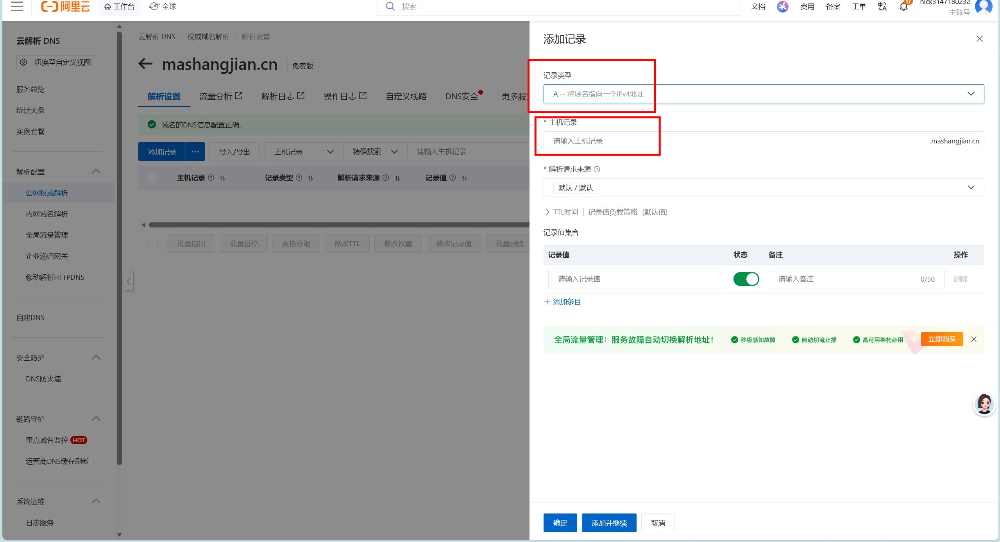 阿里云
工作台
全球
搜索...
文档
费用
备案
工单
17
nick3147180232
主账号
云解析 DNS
切换至自定义视图
服务总览
统计大盘
实例套餐
解析配置
公网权威解析
内网域名解析
全局流量管理
企业递归网关
移动解析HTTPDNS
自建DNS
安全防护
DNS防火墙
链路守护
重点域名监控 HOT
运营商DNS缓存刷新
系统运维
日志服务
云解析 DNS / 权威域名解析 / 解析设置
mashangjian.cn 免费版
解析设置 流量分析 解析日志 操作日志 自定义线路 DNS安全 更多服务
域名的DNS信息配置正确。
添加记录 ··· 导入/导出 主机记录 精确搜索 请输入主机记录
主机记录 记录类型 解析请求来源 记录值
批量启用 批量暂停 更换分组 修改TTL 修改权重 修改记录值 批量删除
添加记录
记录类型
A -- 将域名指向一个IPv4地址
* 主机记录
请输入主机记录 .mashangjian.cn
* 解析请求来源
默认 / 默认
TTL时间 | 记录值负载策略 (默认值)
记录值集合
记录值 状态 备注 操作
请输入记录值 请输入备注 0/50 删除
+ 添加条目
全局流量管理：服务故障自动切换解析地址！ 秒级感知故障 自动切流止损 高可用架构必用 立即购买
确定 添加并继续 取消